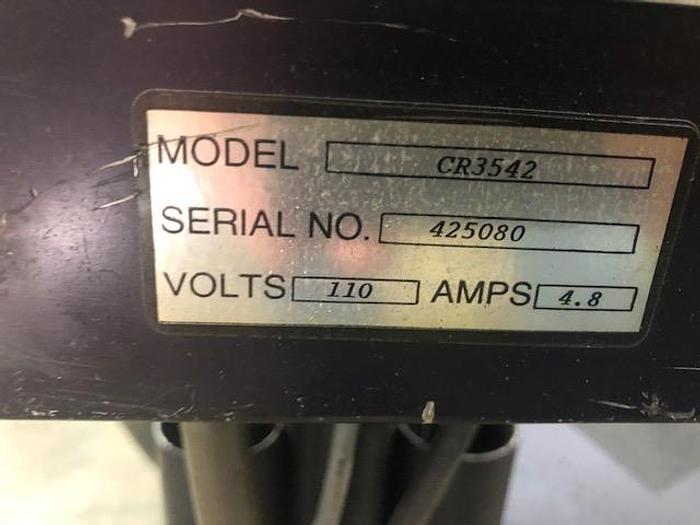 MODEL CR3542
SERIAL NO. 425080
VOLTS 110 AMPS 4.8